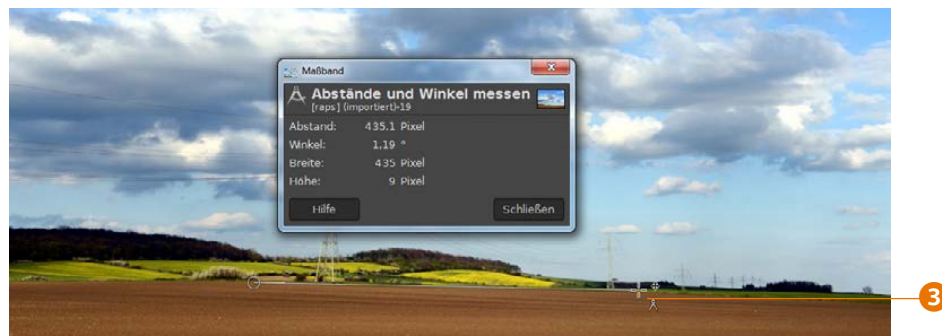 Maßband
Abstände und Winkel messen
[raps] (importiert)-19
Abstand: 435.1 Pixel
Winkel: 1,19 °
Breite: 435 Pixel
Höhe: 9 Pixel
Hilfe Schließen
3